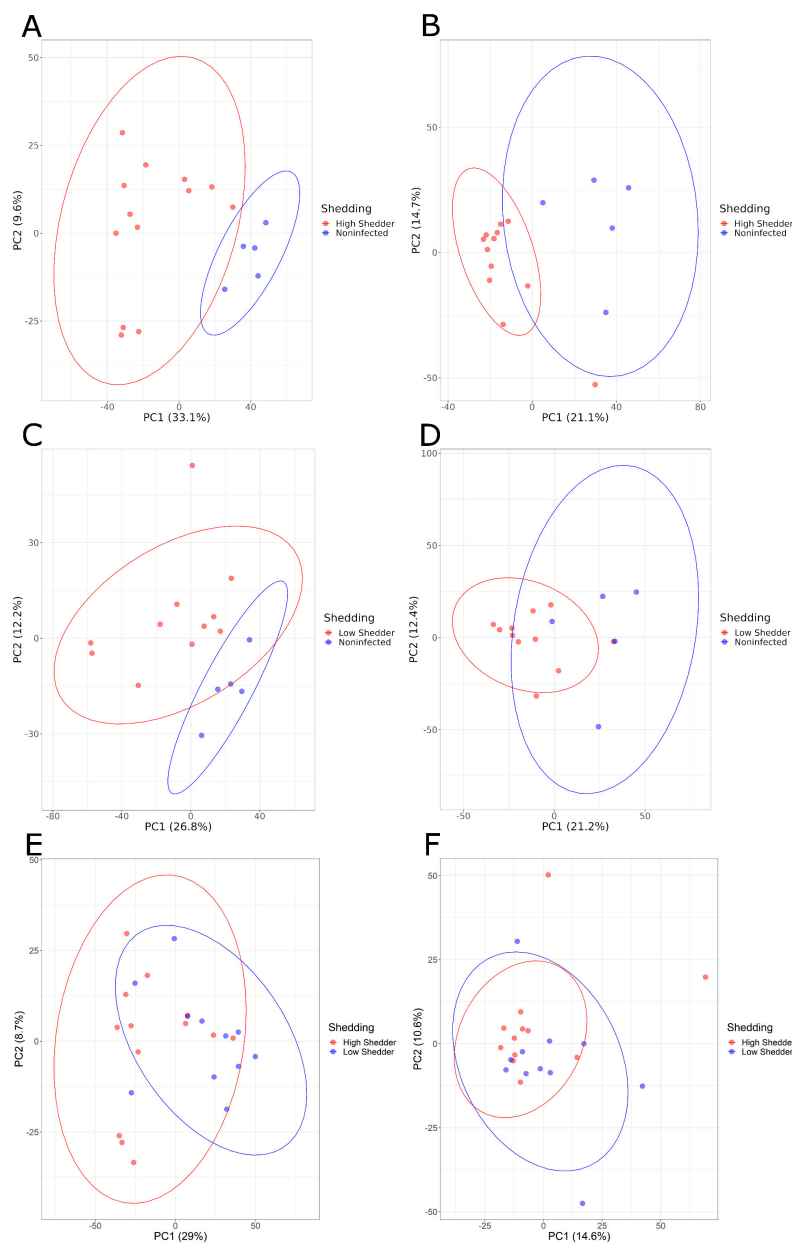 A
50
25
0
-25
-40
0
40
PC2 (9.6%)
PC1 (33.1%)
Shedding
High Shedder
Noninfected
B
50
0
-50
-40
0
40
80
PC2 (14.7%)
PC1 (21.1%)
Shedding
High Shedder
Noninfected
C
30
0
-30
-80
-40
0
40
PC2 (12.2%)
PC1 (26.8%)
Shedding
Low Shedder
Noninfected
D
100
50
0
-50
-50
0
50
PC2 (12.4%)
PC1 (21.2%)
Shedding
Low Shedder
Noninfected
E
50
25
0
-25
-50
0
50
PC2 (8.7%)
PC1 (29%)
Shedding
High Shedder
Low Shedder
F
50
25
0
-25
-50
-25
0
25
50
PC2 (10.6%)
PC1 (14.6%)
Shedding
High Shedder
Low Shedder